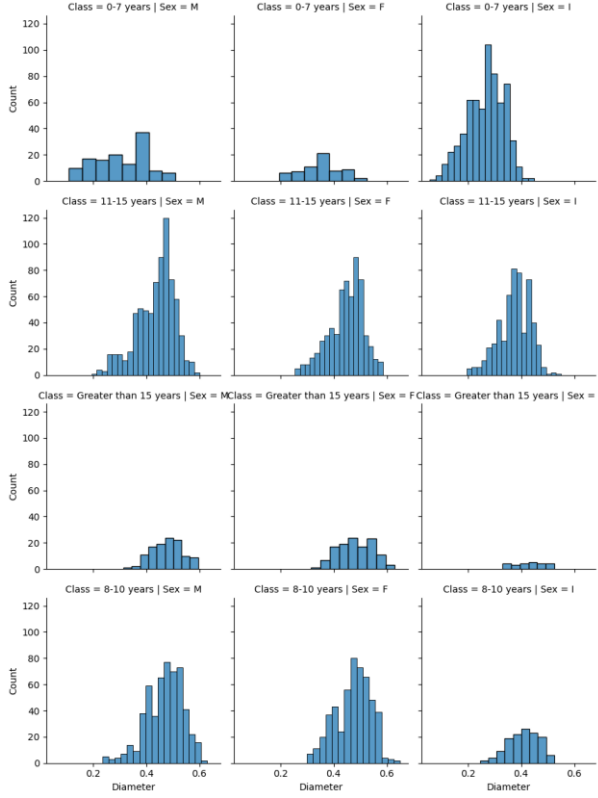 Class = 0-7 years | Sex = M
Class = 0-7 years | Sex = F
Class = 0-7 years | Sex = I
120
100
80
60
40
20
0
Count
Class = 11-15 years | Sex = M
Class = 11-15 years | Sex = F
Class = 11-15 years | Sex = I
120
100
80
60
40
20
0
Count
Class = Greater than 15 years | Sex = M
Class = Greater than 15 years | Sex = F
Class = Greater than 15 years | Sex =
120
100
80
60
40
20
0
Count
Class = 8-10 years | Sex = M
Class = 8-10 years | Sex = F
Class = 8-10 years | Sex = I
120
100
80
60
40
20
0
Count
0.2 0.4 0.6
0.2 0.4 0.6
0.2 0.4 0.6
Diameter
Diameter
Diameter